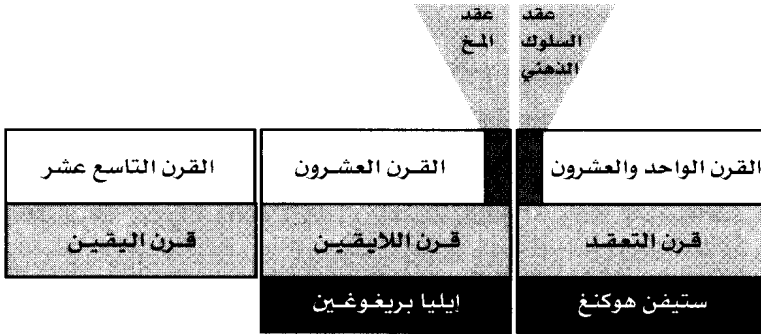 عقد
السلوك
الذهني
عقد
المخ
القرن الواحد والعشرون
القرن العشرون
القرن التاسع عشر
قرن التعقد
قرن اللايقين
قرن اليقين
ستيفن هوكنغ
إيليا بريغوغين